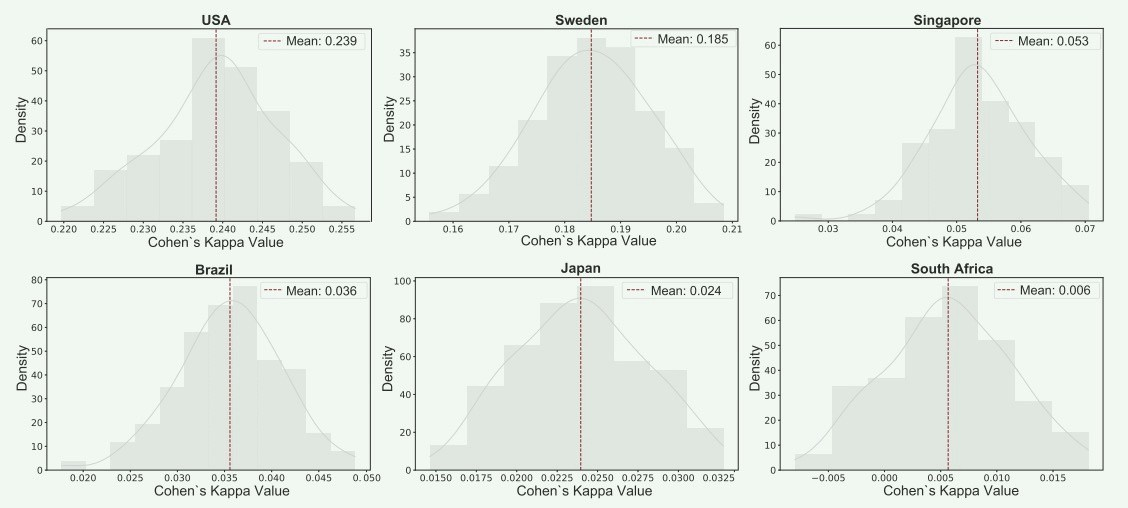 USA
Mean: 0.239
Density
60
50
40
30
20
10
0
0.220 0.225 0.230 0.235 0.240 0.245 0.250 0.255
Cohen`s Kappa Value
Sweden
Mean: 0.185
Density
35
30
25
20
15
10
5
0
0.16 0.17 0.18 0.19 0.20 0.21
Cohen`s Kappa Value
Singapore
Mean: 0.053
Density
60
50
40
30
20
10
0
0.03 0.04 0.05 0.06 0.07
Cohen`s Kappa Value
Brazil
Mean: 0.036
Density
80
70
60
50
40
30
20
10
0
0.020 0.025 0.030 0.035 0.040 0.045 0.050
Cohen`s Kappa Value
Japan
Mean: 0.024
Density
100
80
60
40
20
0
0.0150 0.0175 0.0200 0.0225 0.0250 0.0275 0.0300 0.0325
Cohen`s Kappa Value
South Africa
Mean: 0.006
Density
70
60
50
40
30
20
10
0
−0.005 0.000 0.005 0.010 0.015
Cohen`s Kappa Value